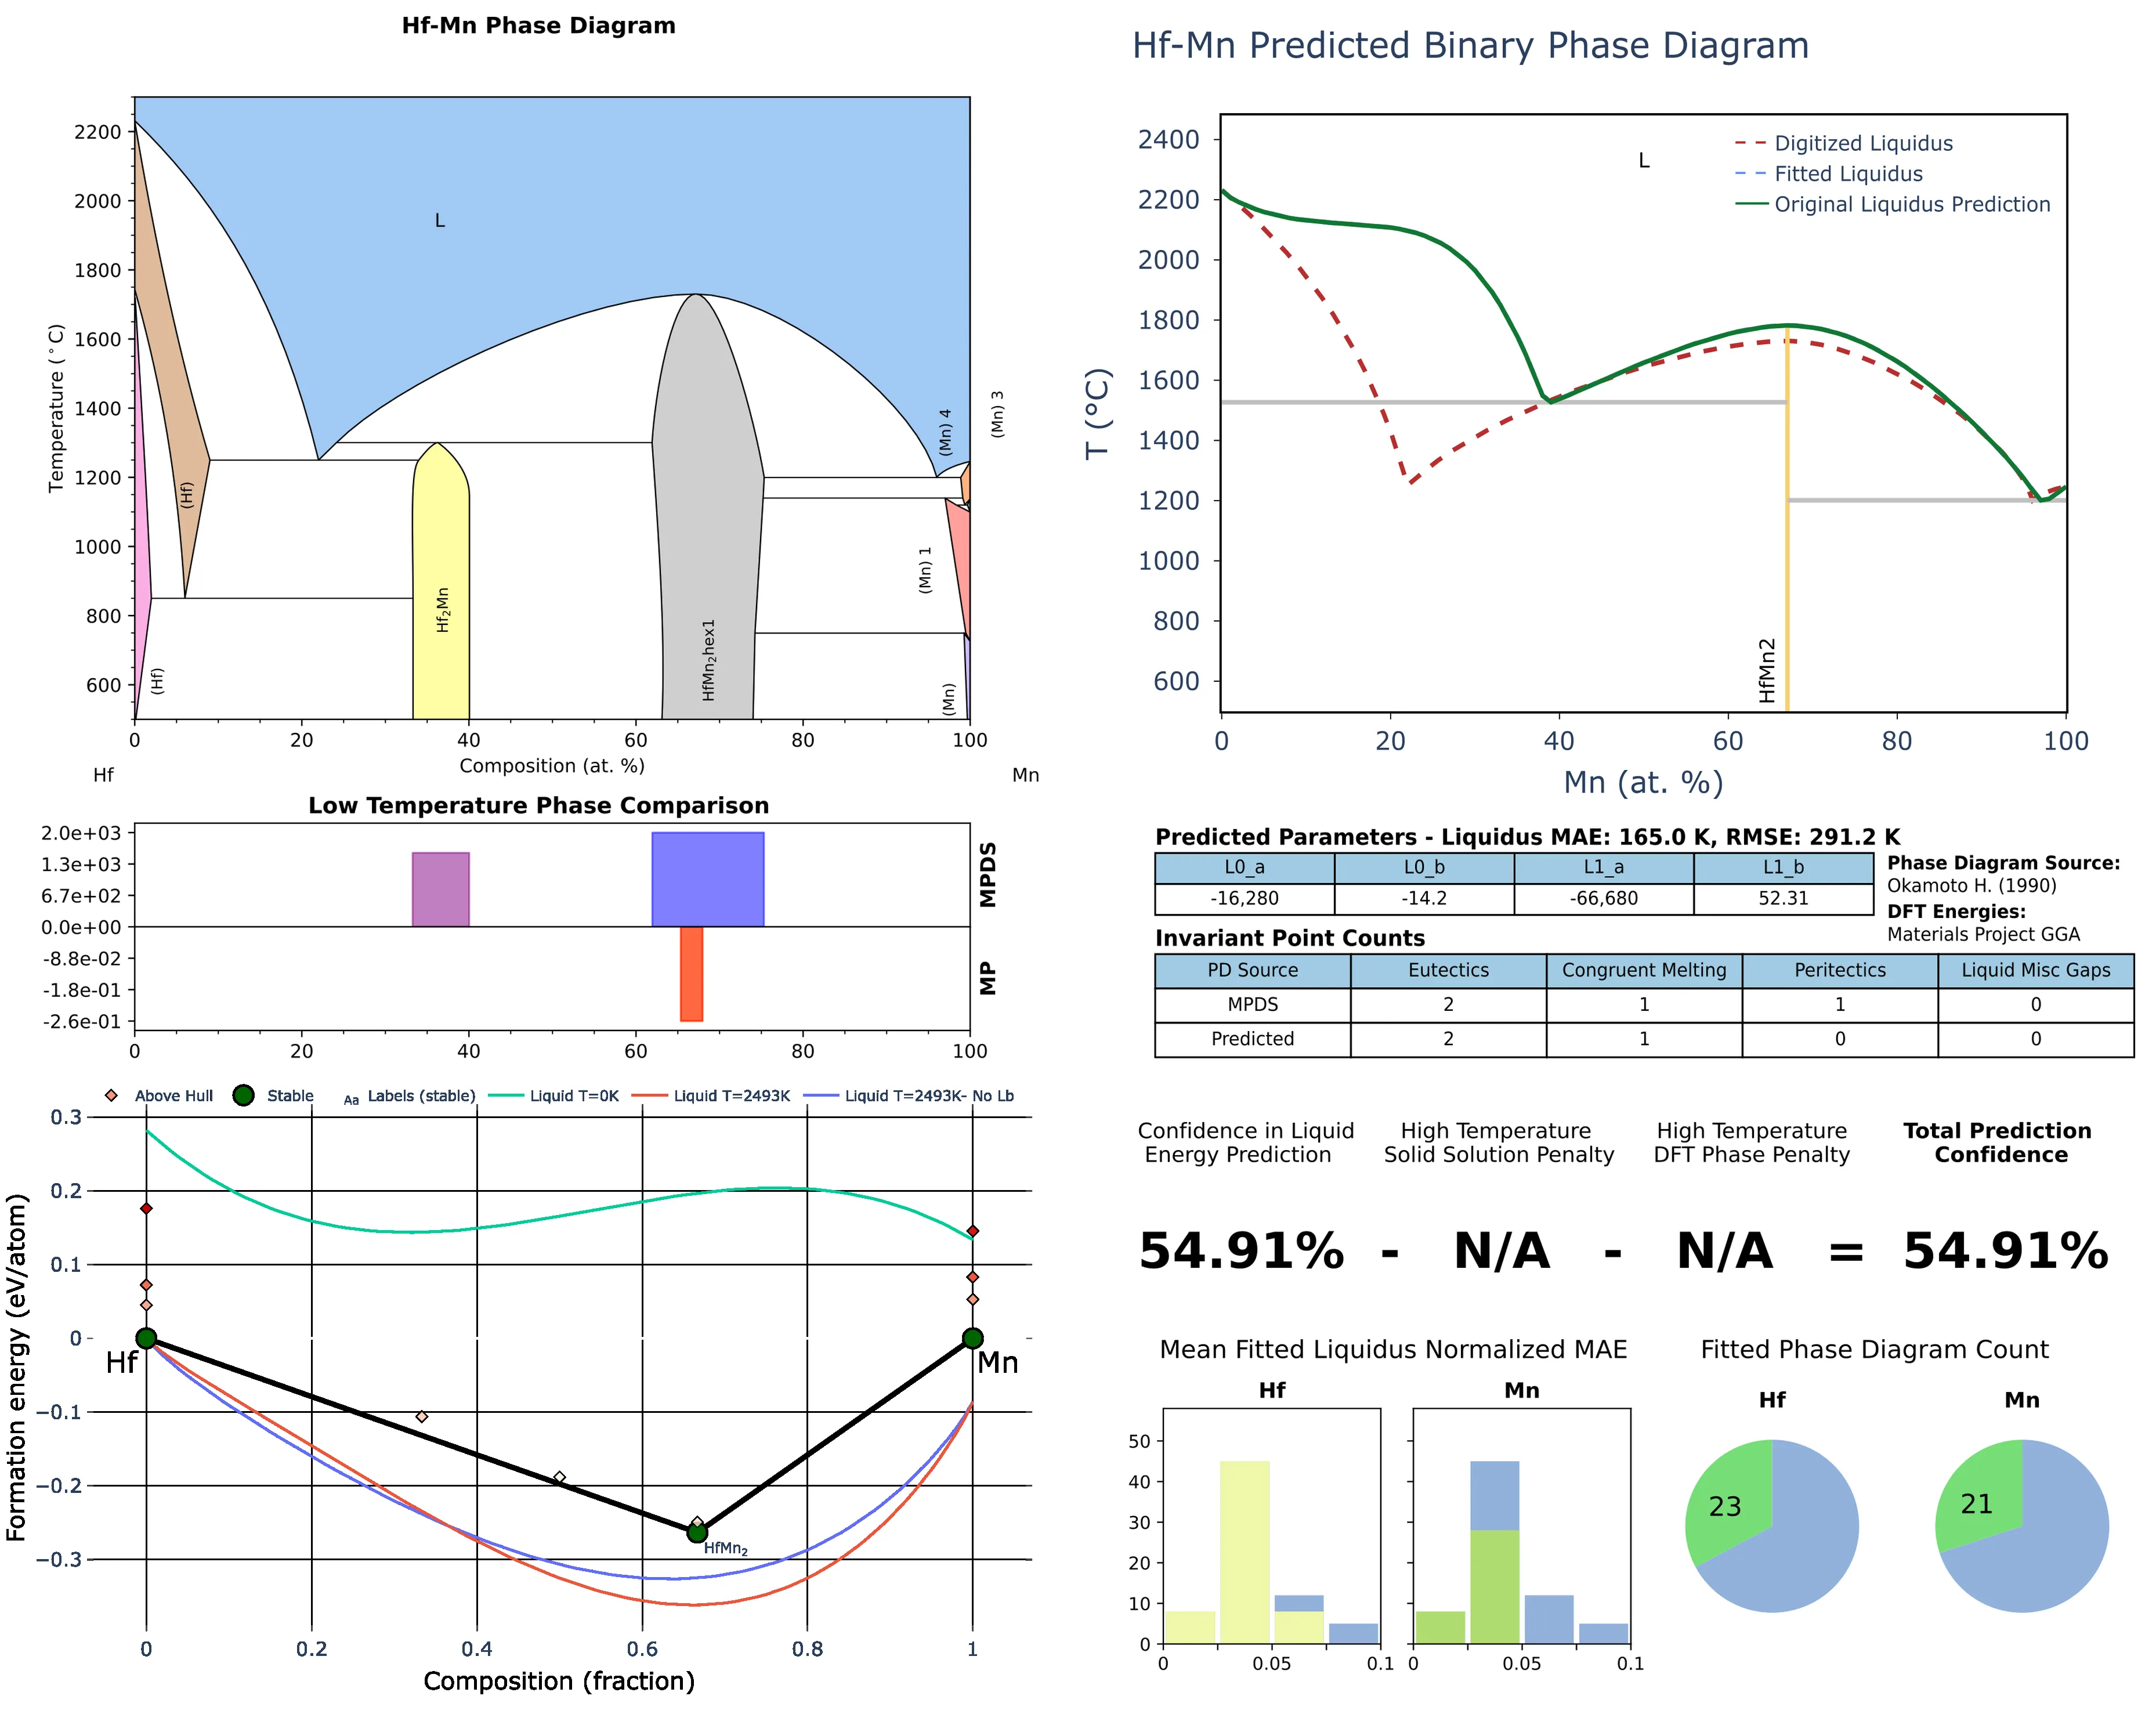 Hf-Mn Phase Diagram
Temperature (°C)
2200
2000
1800
1600
1400
1200
1000
800
600
L
(Hf)
(Hf)
Hf2Mn
HfMn2hex1
(Mn) 4
(Mn) 3
(Mn) 1
(Mn)
0 20 40 60 80 100
Composition (at. %)
Hf Mn
Low Temperature Phase Comparison
2.0e+03
1.3e+03
6.7e+02
0.0e+00
-8.8e-02
-1.8e-01
-2.6e-01
MPDS
MP
0 20 40 60 80 100
Above Hull Stable Aa Labels (stable) Liquid T=0K Liquid T=2493K Liquid T=2493K- No Lb
Formation energy (eV/atom)
0.3
0.2
0.1
0
−0.1
−0.2
−0.3
Hf Mn
HfMn2
0 0.2 0.4 0.6 0.8 1
Composition (fraction)
Hf-Mn Predicted Binary Phase Diagram
T (°C)
2400
2200
2000
1800
1600
1400
1200
1000
800
600
L
Digitized Liquidus
Fitted Liquidus
Original Liquidus Prediction
HfMn2
0 20 40 60 80 100
Mn (at. %)
Predicted Parameters - Liquidus MAE: 165.0 K, RMSE: 291.2 K
L0_a L0_b L1_a L1_b
-16,280 -14.2 -66,680 52.31
Phase Diagram Source:
Okamoto H. (1990)
DFT Energies:
Materials Project GGA
Invariant Point Counts
PD Source Eutectics Congruent Melting Peritectics Liquid Misc Gaps
MPDS 2 1 1 0
Predicted 2 1 0 0
Confidence in Liquid
Energy Prediction
High Temperature
Solid Solution Penalty
High Temperature
DFT Phase Penalty
Total Prediction
Confidence
54.91% - N/A - N/A = 54.91%
Mean Fitted Liquidus Normalized MAE
Hf Mn
50
40
30
20
10
0
0 0.05 0.1 0 0.05 0.1
Fitted Phase Diagram Count
Hf Mn
23 21